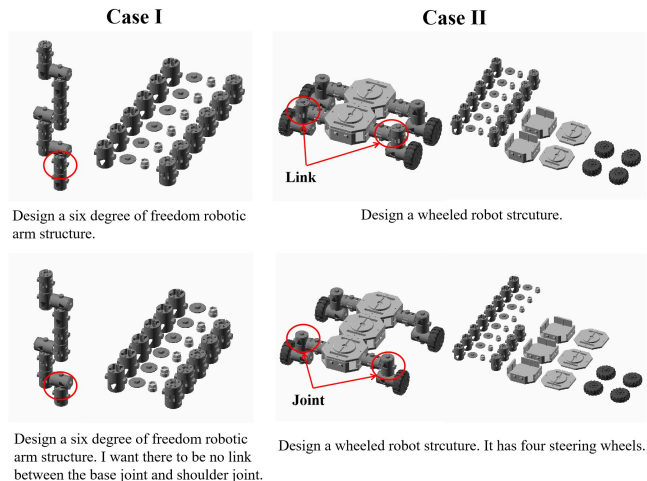 Case I
Case II
Link
Design a six degree of freedom robotic
arm structure.
Design a wheeled robot strcuture.
Joint
Design a six degree of freedom robotic
arm structure. I want there to be no link
between the base joint and shoulder joint.
Design a wheeled robot strcuture. It has four steering wheels.